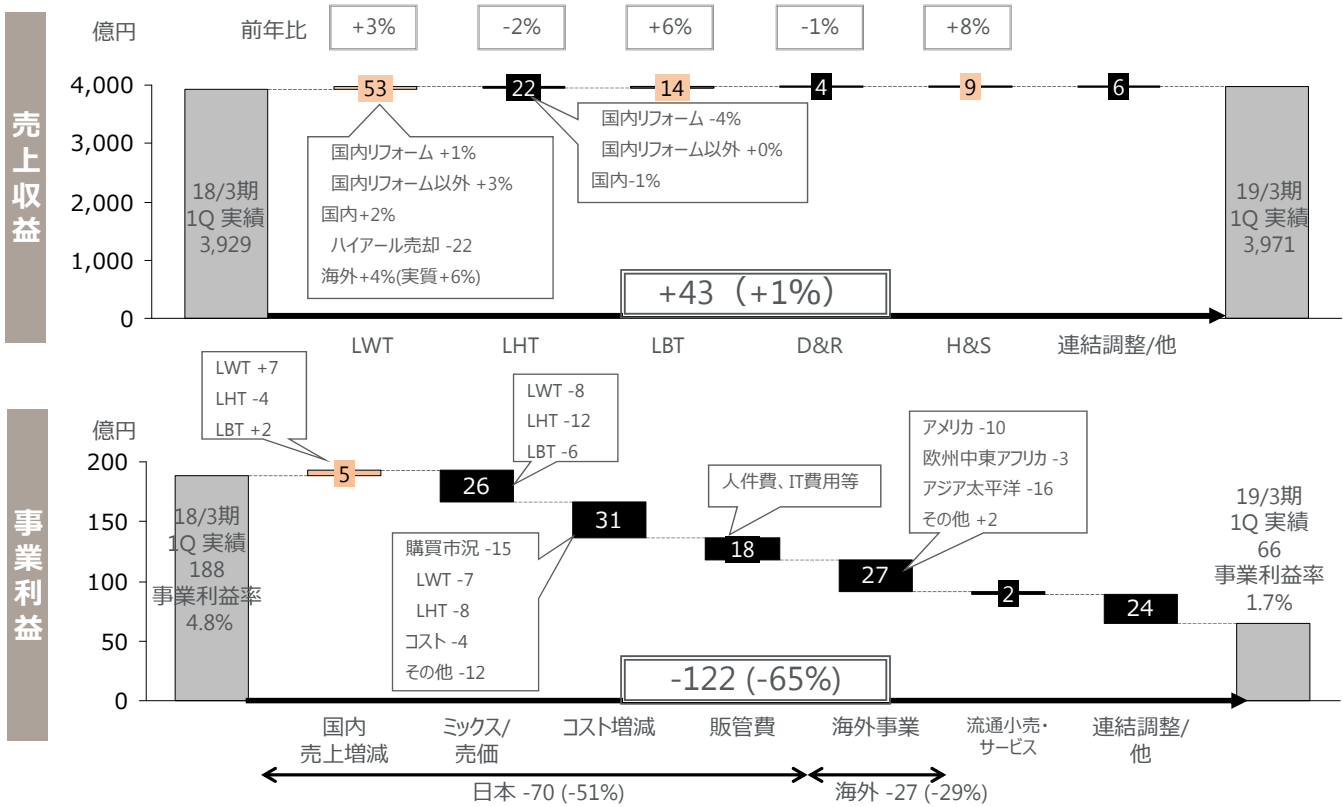 売上収益
億円
前年比
+3%
-2%
+6%
-1%
+8%
4,000
3,000
2,000
1,000
0
18/3期
1Q 実績
3,929
53
22
14
4
9
6
国内リフォーム +1%
国内リフォーム以外 +3%
国内+2%
ハイアール売却 -22
海外+4%(実質+6%)
国内リフォーム -4%
国内リフォーム以外 +0%
国内-1%
19/3期
1Q 実績
3,971
+43（+1%）
LWT
LHT
LBT
D&R
H&S
連結調整/他
事業利益
億円
200
150
100
50
0
LWT +7
LHT -4
LBT +2
18/3期
1Q 実績
188
事業利益率
4.8%
5
26
31
18
27
2
24
LWT -8
LHT -12
LBT -6
購買市況 -15
LWT -7
LHT -8
コスト -4
その他 -12
人件費、IT費用等
アメリカ -10
欧州中東アフリカ -3
アジア太平洋 -16
その他 +2
19/3期
1Q 実績
66
事業利益率
1.7%
-122 (-65%)
国内
売上増減
ミックス/
売価
コスト増減
販管費
海外事業
流通小売・
サービス
連結調整/
他
日本 -70 (-51%)
海外 -27 (-29%)